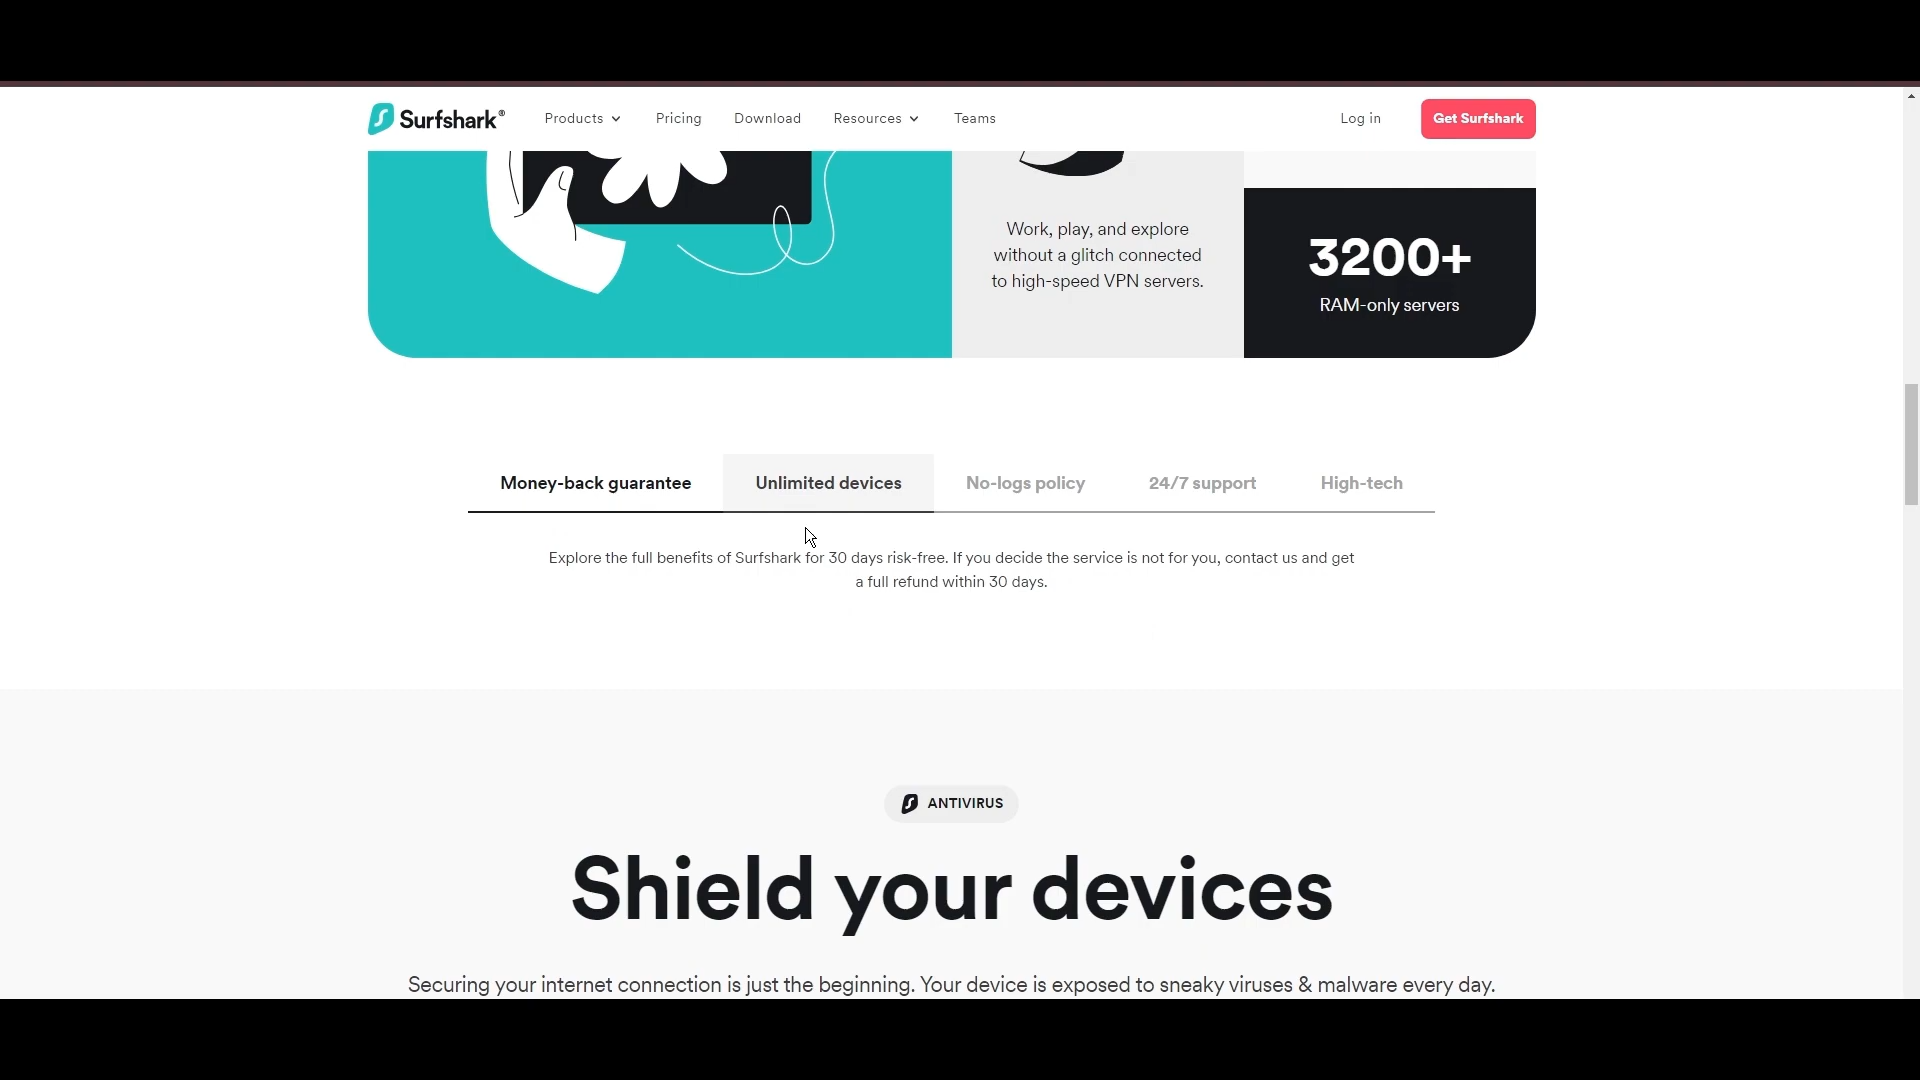 Surfshark®
Products
Pricing
Download
Resources
Teams
Log in
Get Surfshark
Work, play, and explore
without a glitch connected
to high-speed VPN servers.
3200+
RAM-only servers
Money-back guarantee
Unlimited devices
No-logs policy
24/7 support
High-tech
Explore the full benefits of Surfshark for 30 days risk-free. If you decide the service is not for you, contact us and get
a full refund within 30 days.
ANTIVIRUS
Shield your devices
Securing your internet connection is just the beginning. Your device is exposed to sneaky viruses & malware every day.